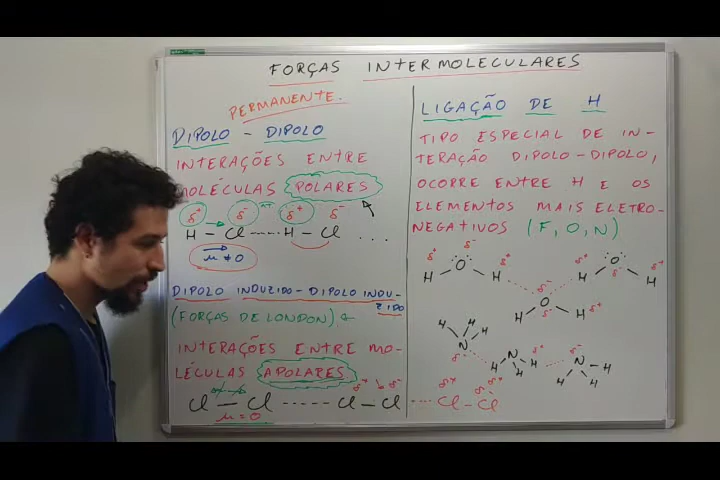 FORÇAS INTERMOLECULARES
PERMANENTE.
DIPOLO - DIPOLO
INTERAÇÕES ENTRE
MOLÉCULAS POLARES
δ+ δ- AT δ+ δ-
H - Cl ---- H - Cl ...
μ ≠ 0
DIPOLO INDUZIDO - DIPOLO INDU-
ZIDO
(FORÇAS DE LONDON)
INTERAÇÕES ENTRE MO-
LÉCULAS APOLARES
δ+ δ- δ+ δ+
Cl — Cl ----- Cl - Cl .... Cl - Cl
μ = 0
LIGAÇÃO DE H
TIPO ESPECIAL DE IN-
TERAÇÃO DIPOLO-DIPOLO,
OCORRE ENTRE H E OS
ELEMENTOS MAIS ELETRO-
NEGATIVOS (F, O, N)
δ+ δ- δ+
H - O - H
δ+ δ- δ+
H O H
δ- δ- δ+
H O H
H H H
N δ-
H N H δ+
H
δ-
N - H
H H